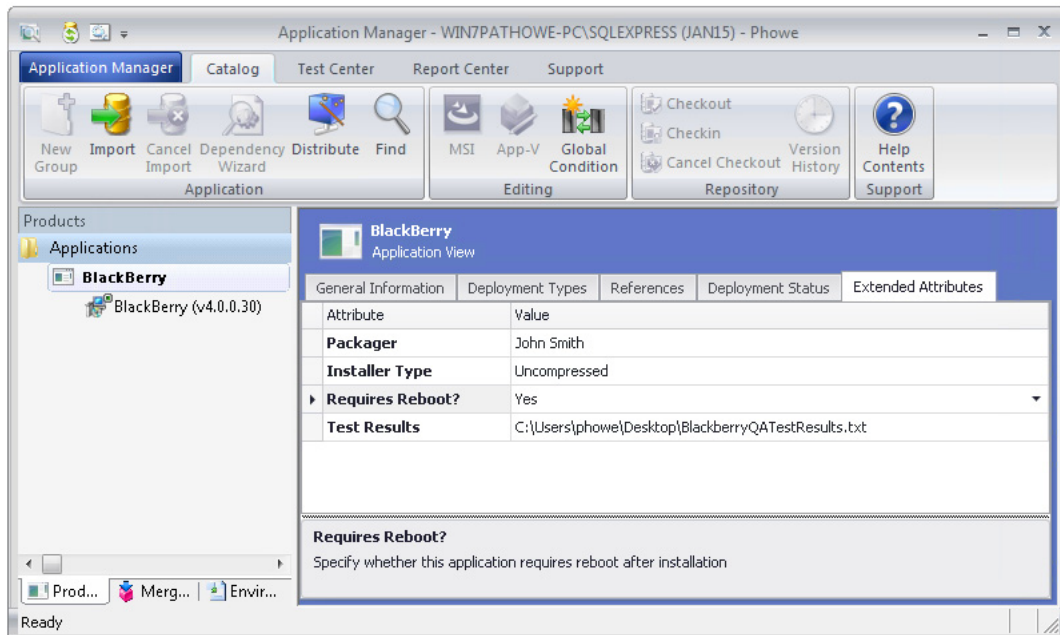 Application Manager - WIN7PATHOWE-PC\SQLEXPRESS (JAN15) - Phowe
Application Manager Catalog Test Center Report Center Support
New Group
Import
Cancel Import
Dependency Wizard
Distribute
Find
Application
MSI
App-V
Global Condition
Editing
Checkout
Checkin
Cancel Checkout
Version History
Repository
Help Contents
Support
Products
Applications
BlackBerry
BlackBerry (v4.0.0.30)
Prod... Merg... Envir...
BlackBerry
Application View
General Information Deployment Types References Deployment Status Extended Attributes
Attribute Value
Packager John Smith
Installer Type Uncompressed
Requires Reboot? Yes
Test Results C:\Users\phowe\Desktop\BlackberryQATestResults.txt
Requires Reboot?
Specify whether this application requires reboot after installation
Ready